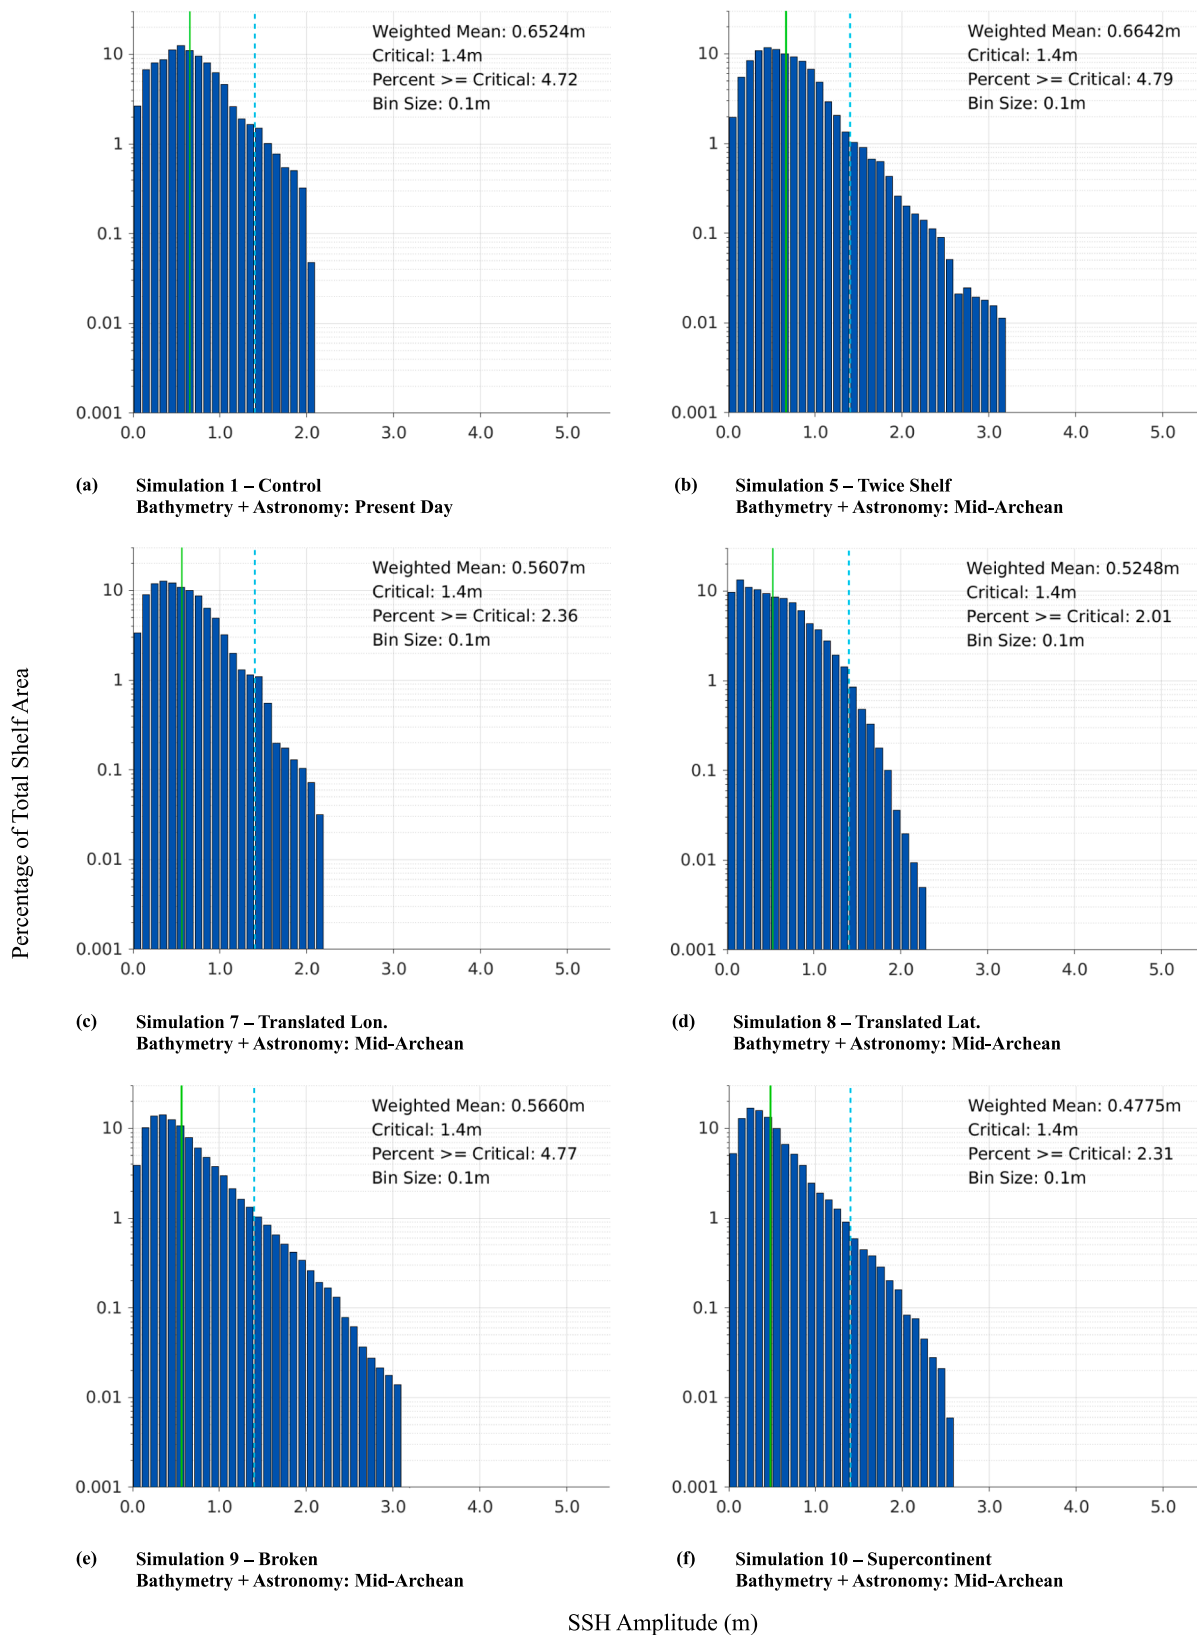 Percentage of Total Shelf Area
10
1
0.1
0.01
0.001
0.0
1.0
2.0
3.0
4.0
5.0
Weighted Mean: 0.6524m
Critical: 1.4m
Percent >= Critical: 4.72
Bin Size: 0.1m
(a) Simulation 1 – Control
Bathymetry + Astronomy: Present Day
10
1
0.1
0.01
0.001
0.0
1.0
2.0
3.0
4.0
5.0
Weighted Mean: 0.6642m
Critical: 1.4m
Percent >= Critical: 4.79
Bin Size: 0.1m
(b) Simulation 5 – Twice Shelf
Bathymetry + Astronomy: Mid-Archean
10
1
0.1
0.01
0.001
0.0
1.0
2.0
3.0
4.0
5.0
Weighted Mean: 0.5607m
Critical: 1.4m
Percent >= Critical: 2.36
Bin Size: 0.1m
(c) Simulation 7 – Translated Lon.
Bathymetry + Astronomy: Mid-Archean
10
1
0.1
0.01
0.001
0.0
1.0
2.0
3.0
4.0
5.0
Weighted Mean: 0.5248m
Critical: 1.4m
Percent >= Critical: 2.01
Bin Size: 0.1m
(d) Simulation 8 – Translated Lat.
Bathymetry + Astronomy: Mid-Archean
10
1
0.1
0.01
0.001
0.0
1.0
2.0
3.0
4.0
5.0
Weighted Mean: 0.5660m
Critical: 1.4m
Percent >= Critical: 4.77
Bin Size: 0.1m
(e) Simulation 9 – Broken
Bathymetry + Astronomy: Mid-Archean
10
1
0.1
0.01
0.001
0.0
1.0
2.0
3.0
4.0
5.0
Weighted Mean: 0.4775m
Critical: 1.4m
Percent >= Critical: 2.31
Bin Size: 0.1m
(f) Simulation 10 – Supercontinent
Bathymetry + Astronomy: Mid-Archean
SSH Amplitude (m)